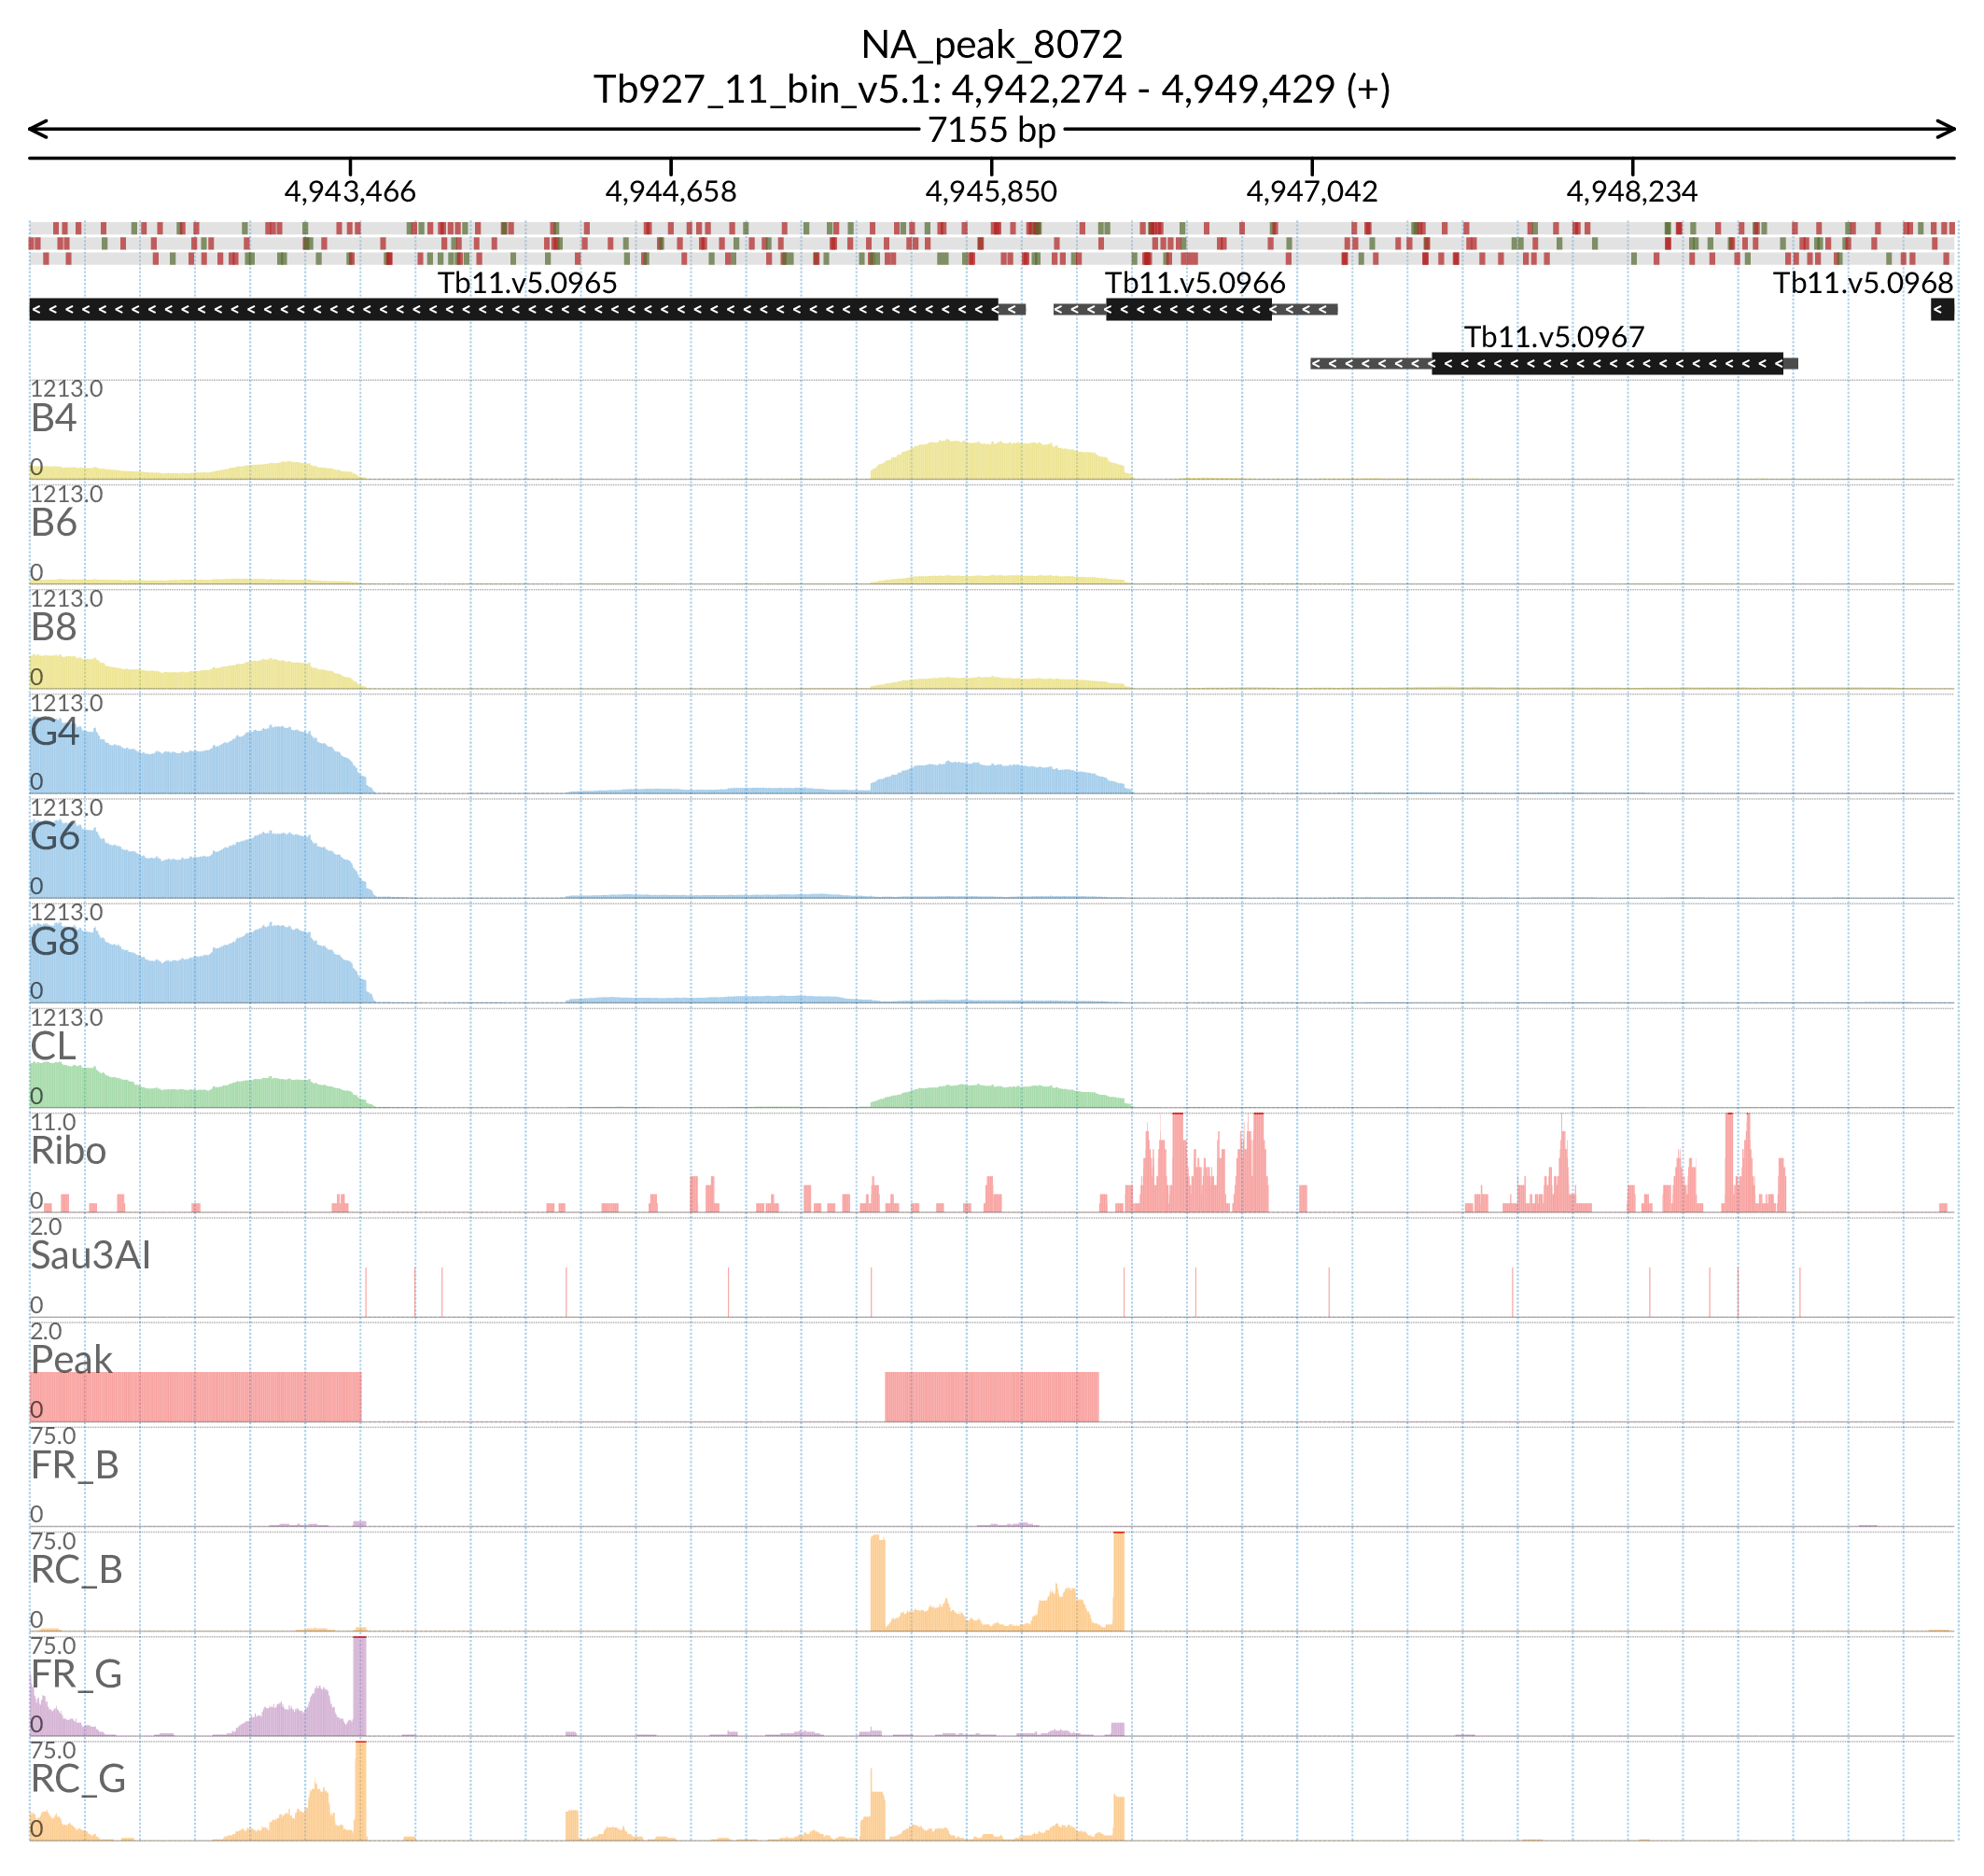 NA_peak_8072
Tb927_11_bin_v5.1: 4,942,274 - 4,949,429 (+)
7155 bp
4,943,466 4,944,658 4,945,850 4,947,042 4,948,234
Tb11.v5.0965 Tb11.v5.0966 Tb11.v5.0968
Tb11.v5.0967
1213.0
B4
0
1213.0
B6
0
1213.0
B8
0
1213.0
G4
0
1213.0
G6
0
1213.0
G8
0
1213.0
CL
0
11.0
Ribo
0
2.0
Sau3AI
0
2.0
Peak
0
75.0
FR_B
0
75.0
RC_B
0
75.0
FR_G
0
75.0
RC_G
0